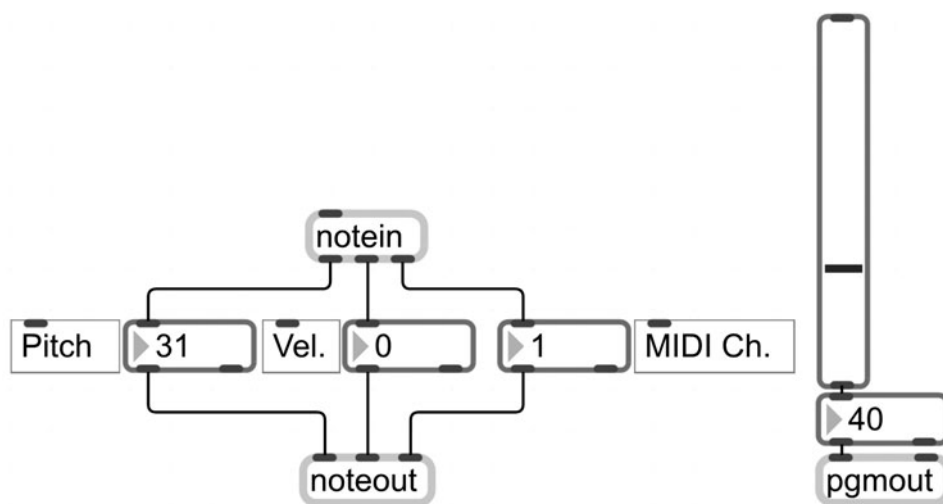 notein
Pitch
31
Vel.
0
1
MIDI Ch.
40
noteout
pgmout